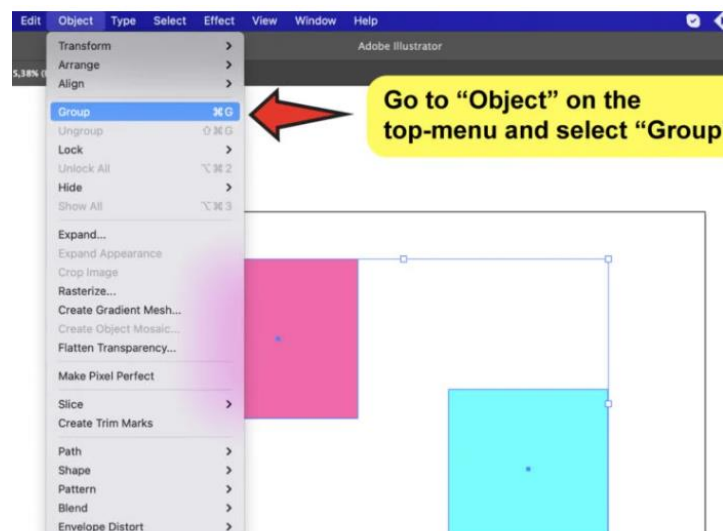 Edit Object Type Select Effect View Window Help
Adobe Illustrator
5,38% (
Transform
Arrange
Align
Go to “Object” on the
top-menu and select “Group
Group ⌘G
Ungroup ⇧⌘G
Lock
Unlock All ⌥⌘2
Hide
Show All ⌥⌘3
Expand...
Expand Appearance
Crop Image
Rasterize...
Create Gradient Mesh...
Create Object Mosaic...
Flatten Transparency...
Make Pixel Perfect
Slice
Create Trim Marks
Path
Shape
Pattern
Blend
Envelope Distort